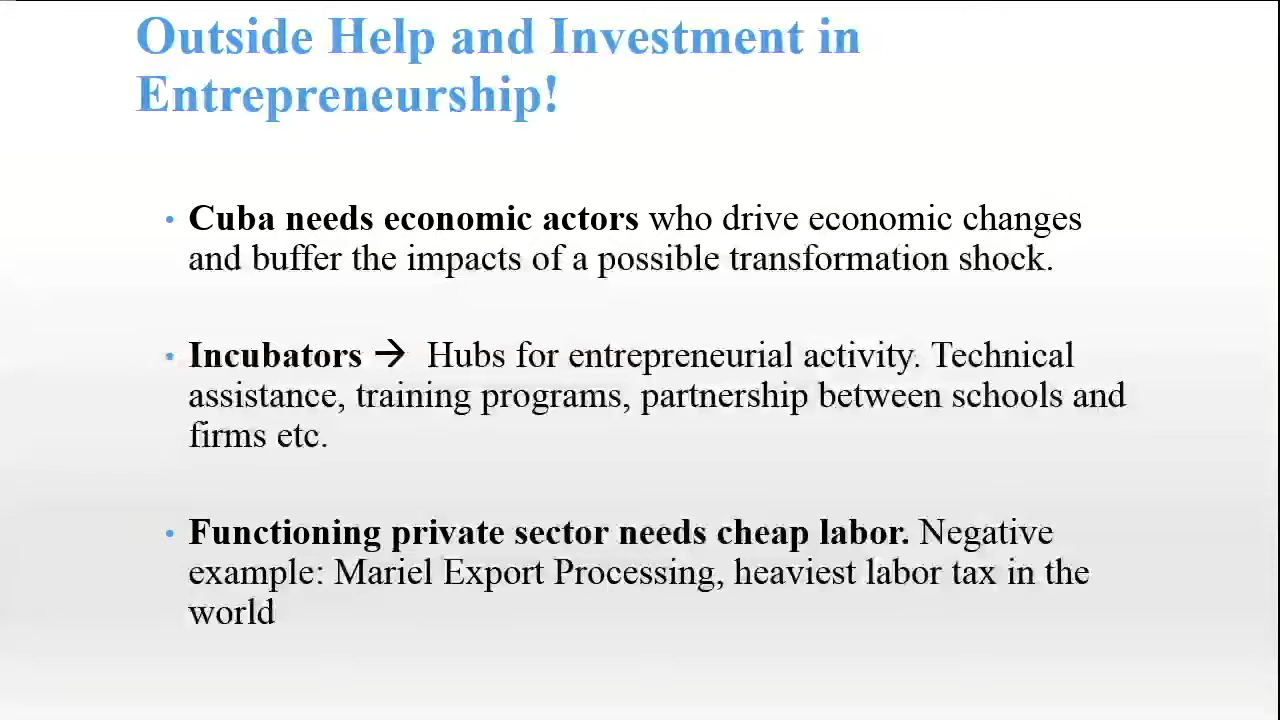 Outside Help and Investment in
Entrepreneurship!
• Cuba needs economic actors who drive economic changes
and buffer the impacts of a possible transformation shock.
• Incubators → Hubs for entrepreneurial activity. Technical
assistance, training programs, partnership between schools and
firms etc.
• Functioning private sector needs cheap labor. Negative
example: Mariel Export Processing, heaviest labor tax in the
world